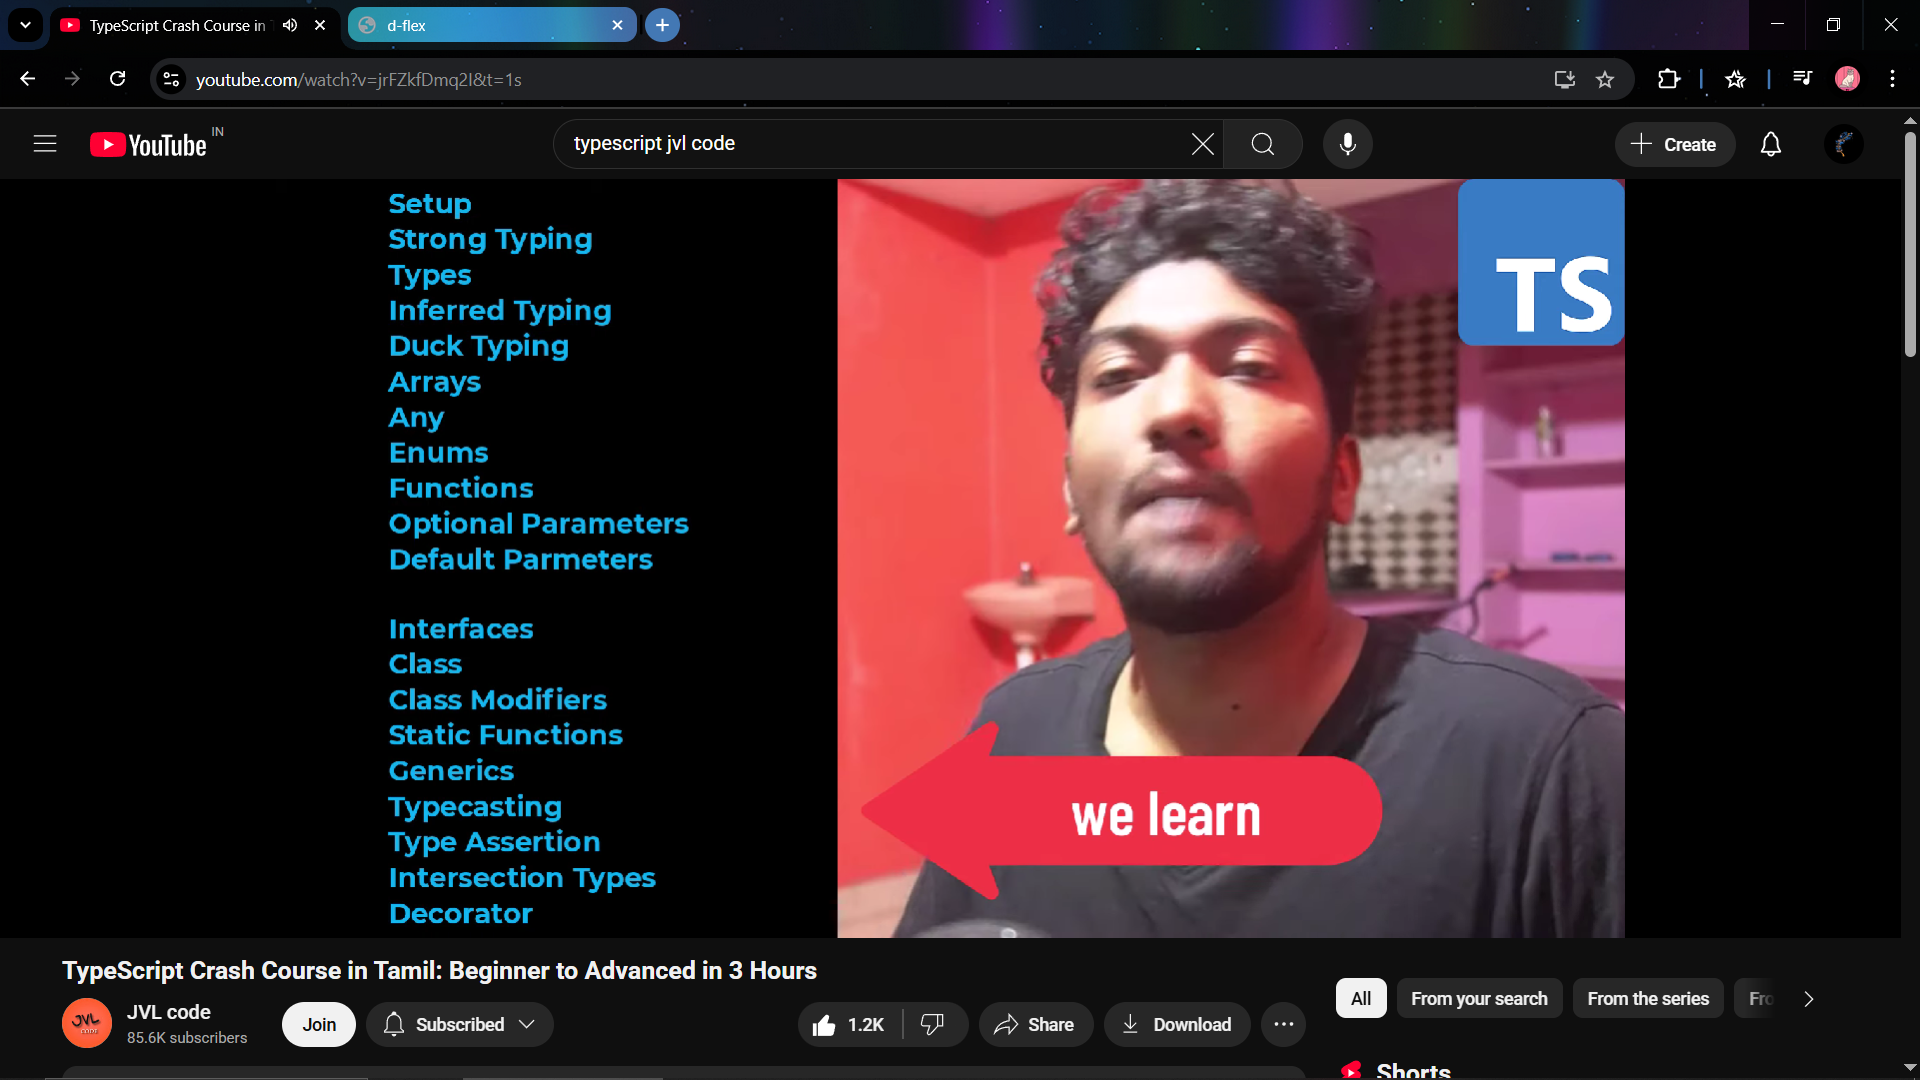 TypeScript Crash Course in
d-flex
youtube.com/watch?v=jrFZkfDmq2I&t=1s
YouTube IN
typescript jvl code
Create
Setup
Strong Typing
Types
Inferred Typing
Duck Typing
Arrays
Any
Enums
Functions
Optional Parameters
Default Parmeters
Interfaces
Class
Class Modifiers
Static Functions
Generics
Typecasting
Type Assertion
Intersection Types
Decorator
TS
we learn
TypeScript Crash Course in Tamil: Beginner to Advanced in 3 Hours
JVL CODE
JVL code
85.6K subscribers
Join
Subscribed
1.2K
Share
Download
All
From your search
From the series
Fro
Shorts